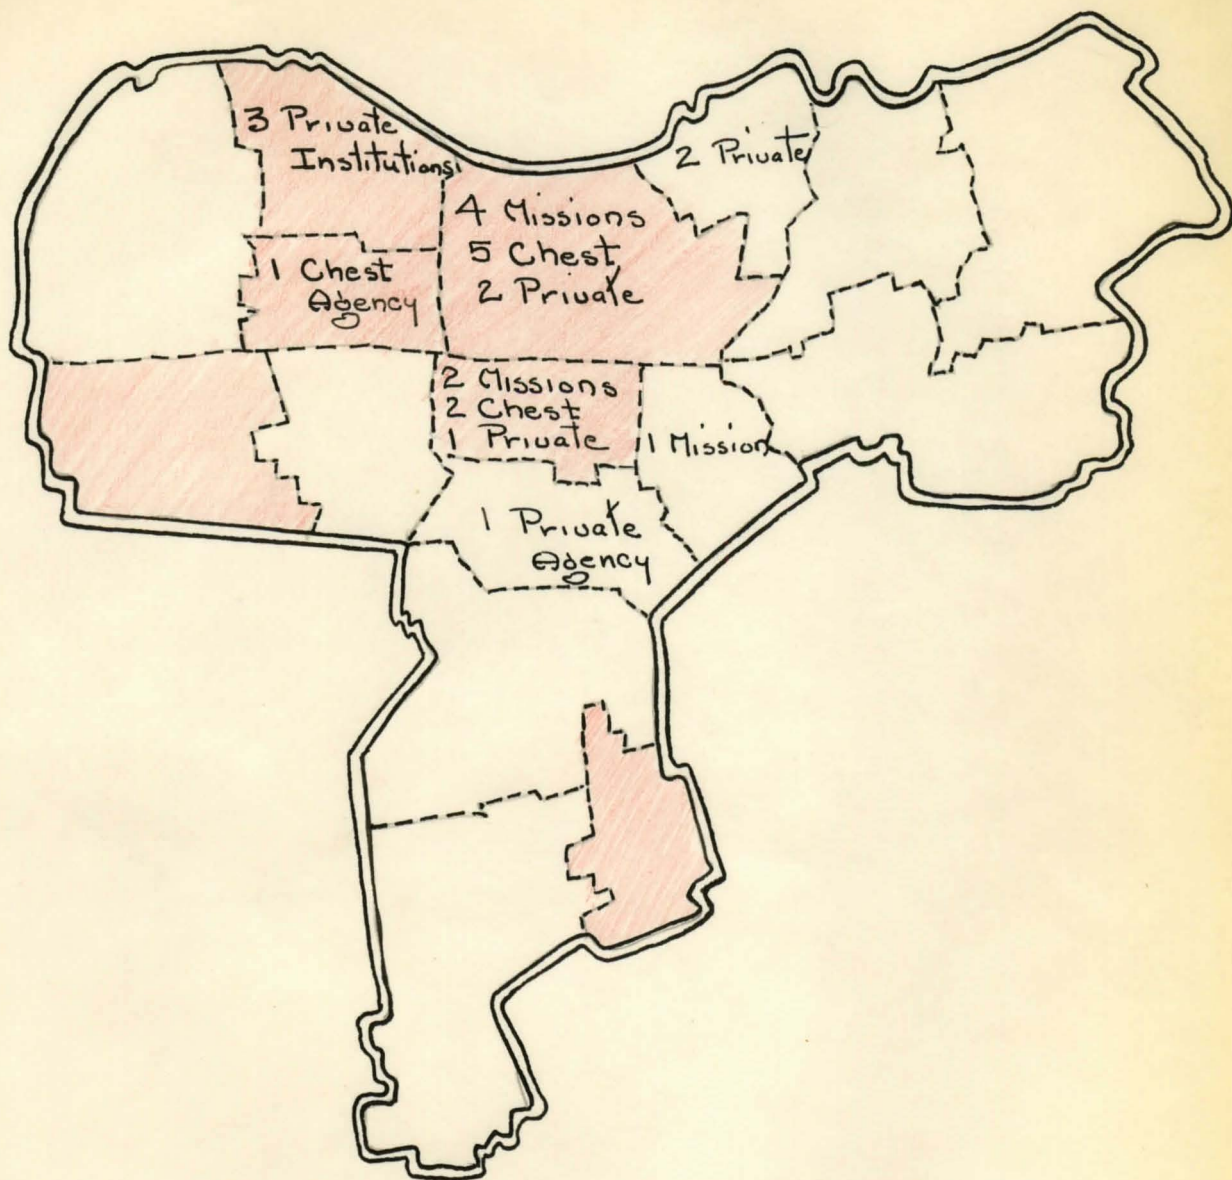 3 Private
Institutions
2 Private
4 Missions
5 Chest
2 Private
1 Chest
Agency
2 Missions
2 Chest
1 Private
1 Mission
1 Private
Agency